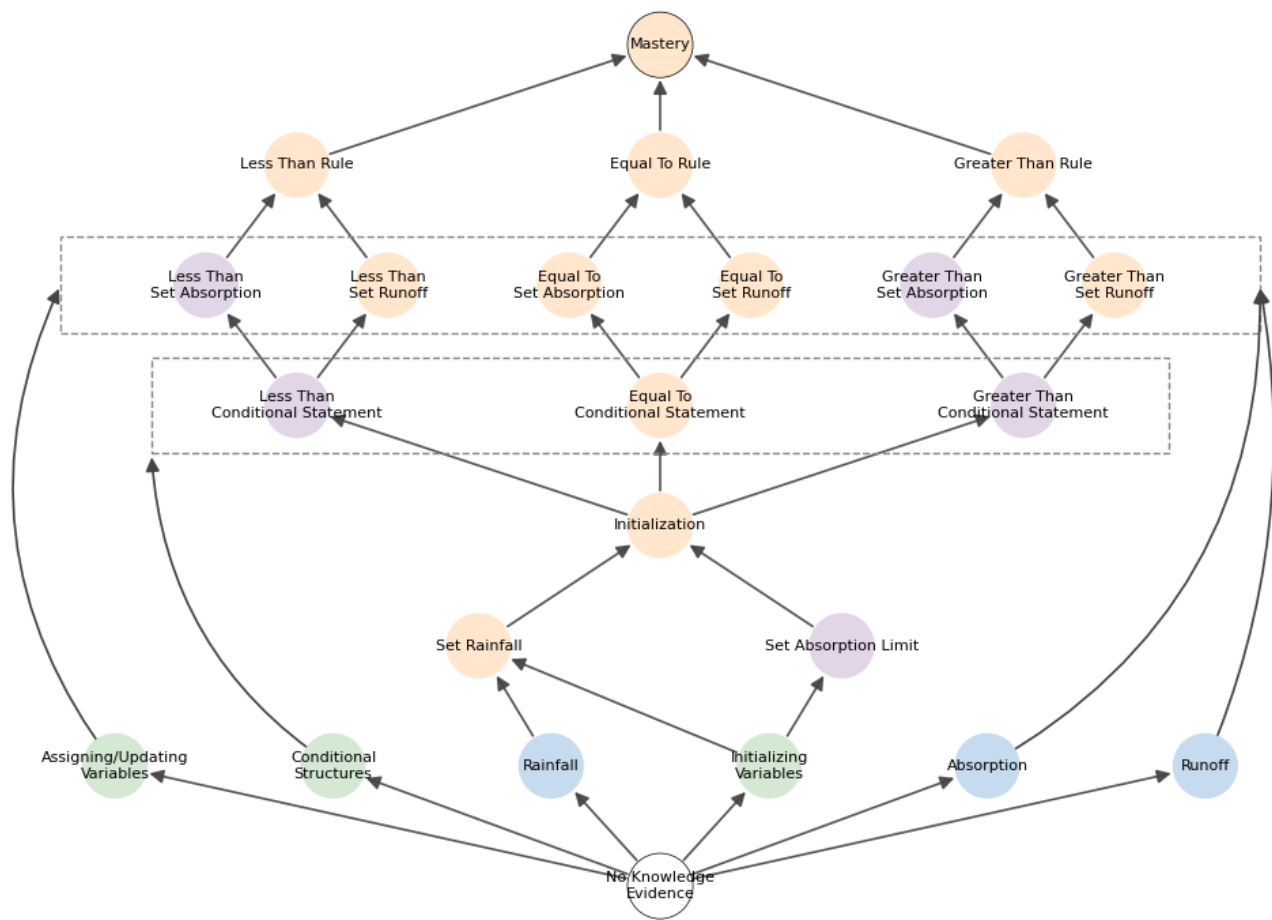 Mastery
Less Than Rule
Equal To Rule
Greater Than Rule
Less Than
Set Absorption
Less Than
Set Runoff
Equal To
Set Absorption
Equal To
Set Runoff
Greater Than
Set Absorption
Greater Than
Set Runoff
Less Than
Conditional Statement
Equal To
Conditional Statement
Greater Than
Conditional Statement
Initialization
Set Rainfall
Set Absorption Limit
Assigning/Updating
Variables
Conditional
Structures
Rainfall
Initializing
Variables
Absorption
Runoff
No Knowledge
Evidence